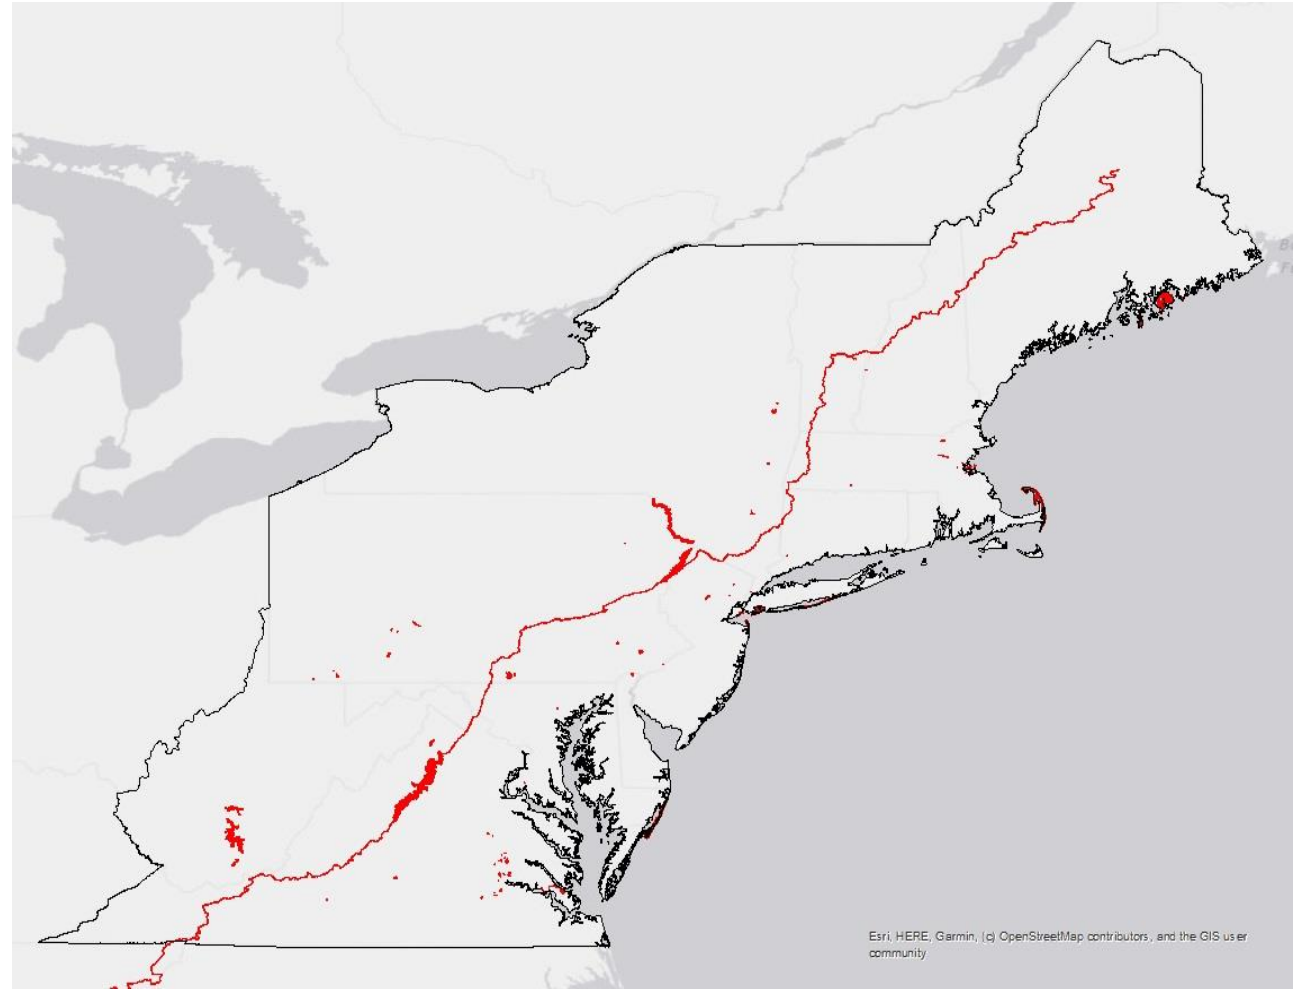 Esri, HERE, Garmin, (c) OpenStreetMap contributors, and the GIS user
community